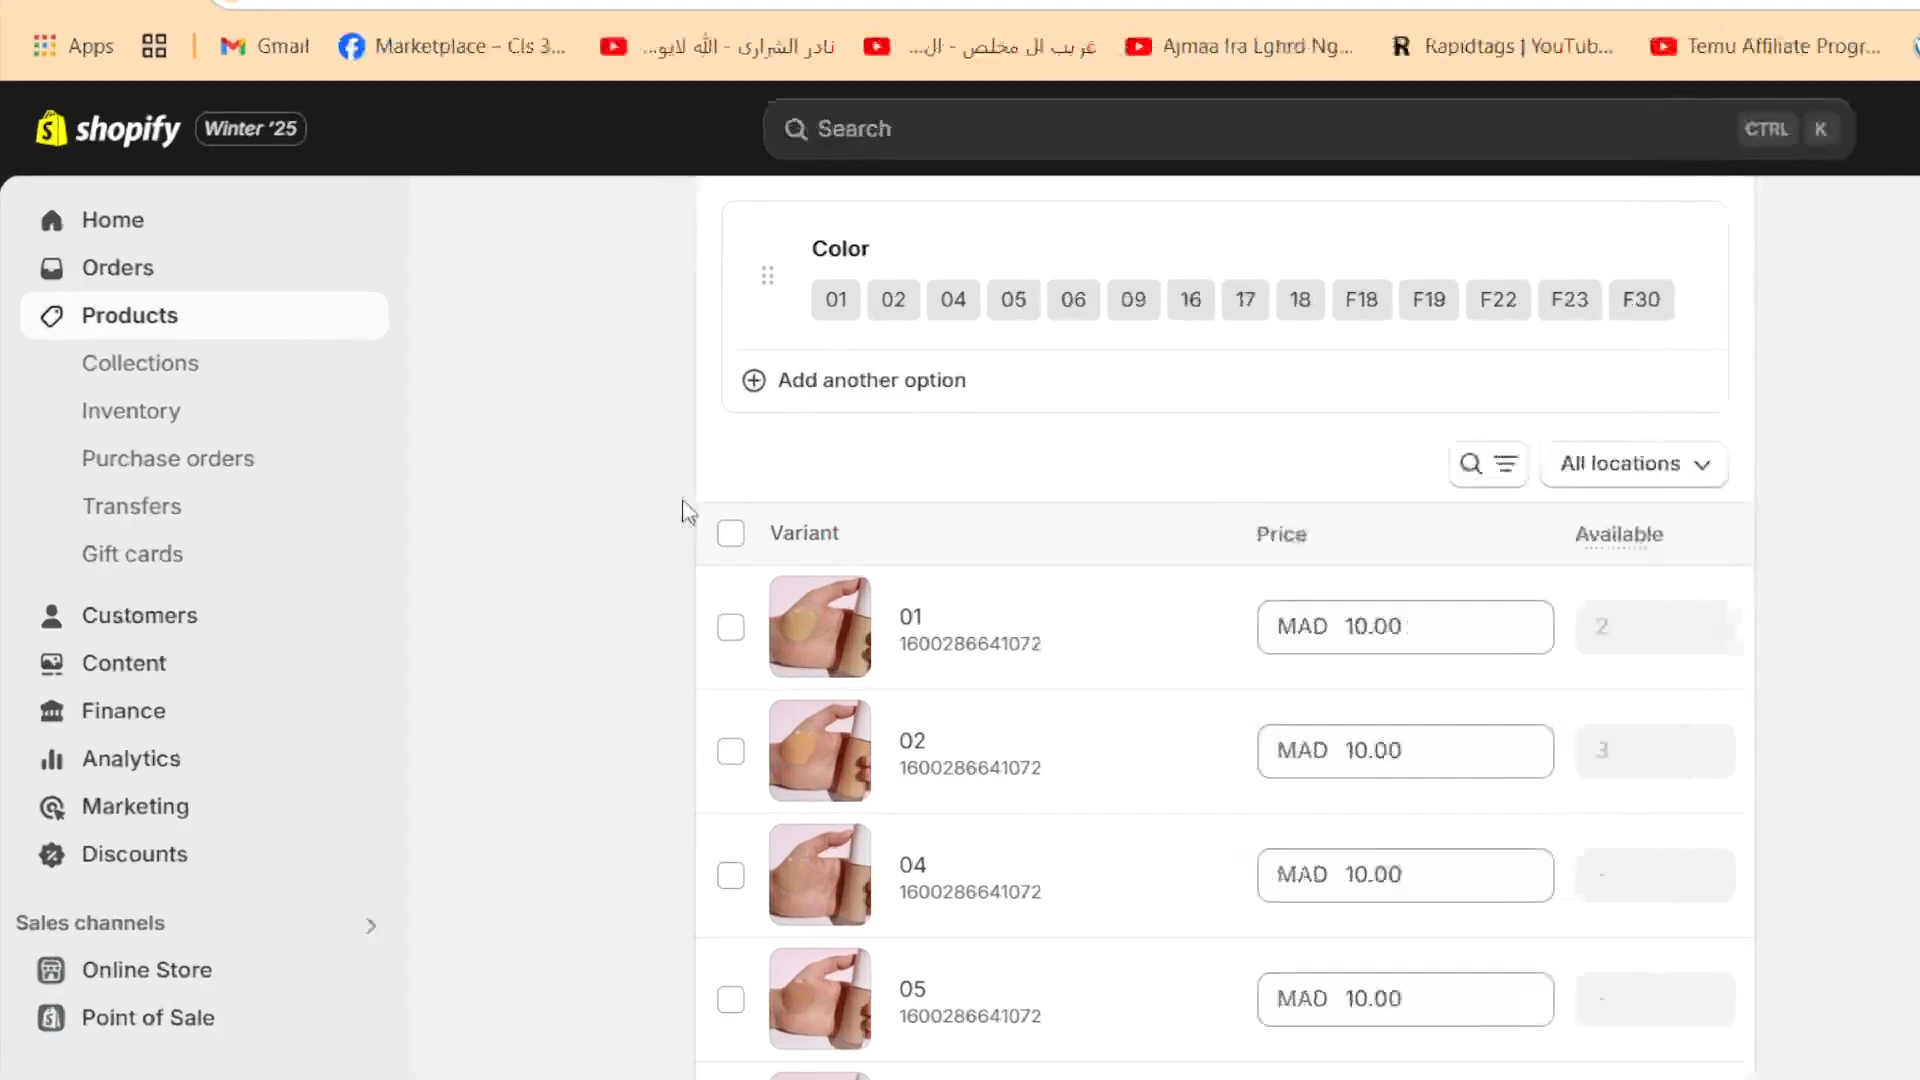 Apps
Gmail
Marketplace – Cls 3...
نادر الشرارى - الله لايو...
غريب ال مخلص - ال...
Ajmaa Ira Lghrd Ng...
Rapidtags | YouTub...
Temu Affiliate Progr...
shopify
Winter '25
Search
CTRL K
Home
Orders
Products
Collections
Inventory
Purchase orders
Transfers
Gift cards
Customers
Content
Finance
Analytics
Marketing
Discounts
Sales channels
Online Store
Point of Sale
Color
01 02 04 05 06 09 16 17 18 F18 F19 F22 F23 F30
Add another option
All locations
Variant Price Available
01
1600286641072
MAD 10.00
2
02
1600286641072
MAD 10.00
3
04
1600286641072
MAD 10.00
-
05
1600286641072
MAD 10.00
-